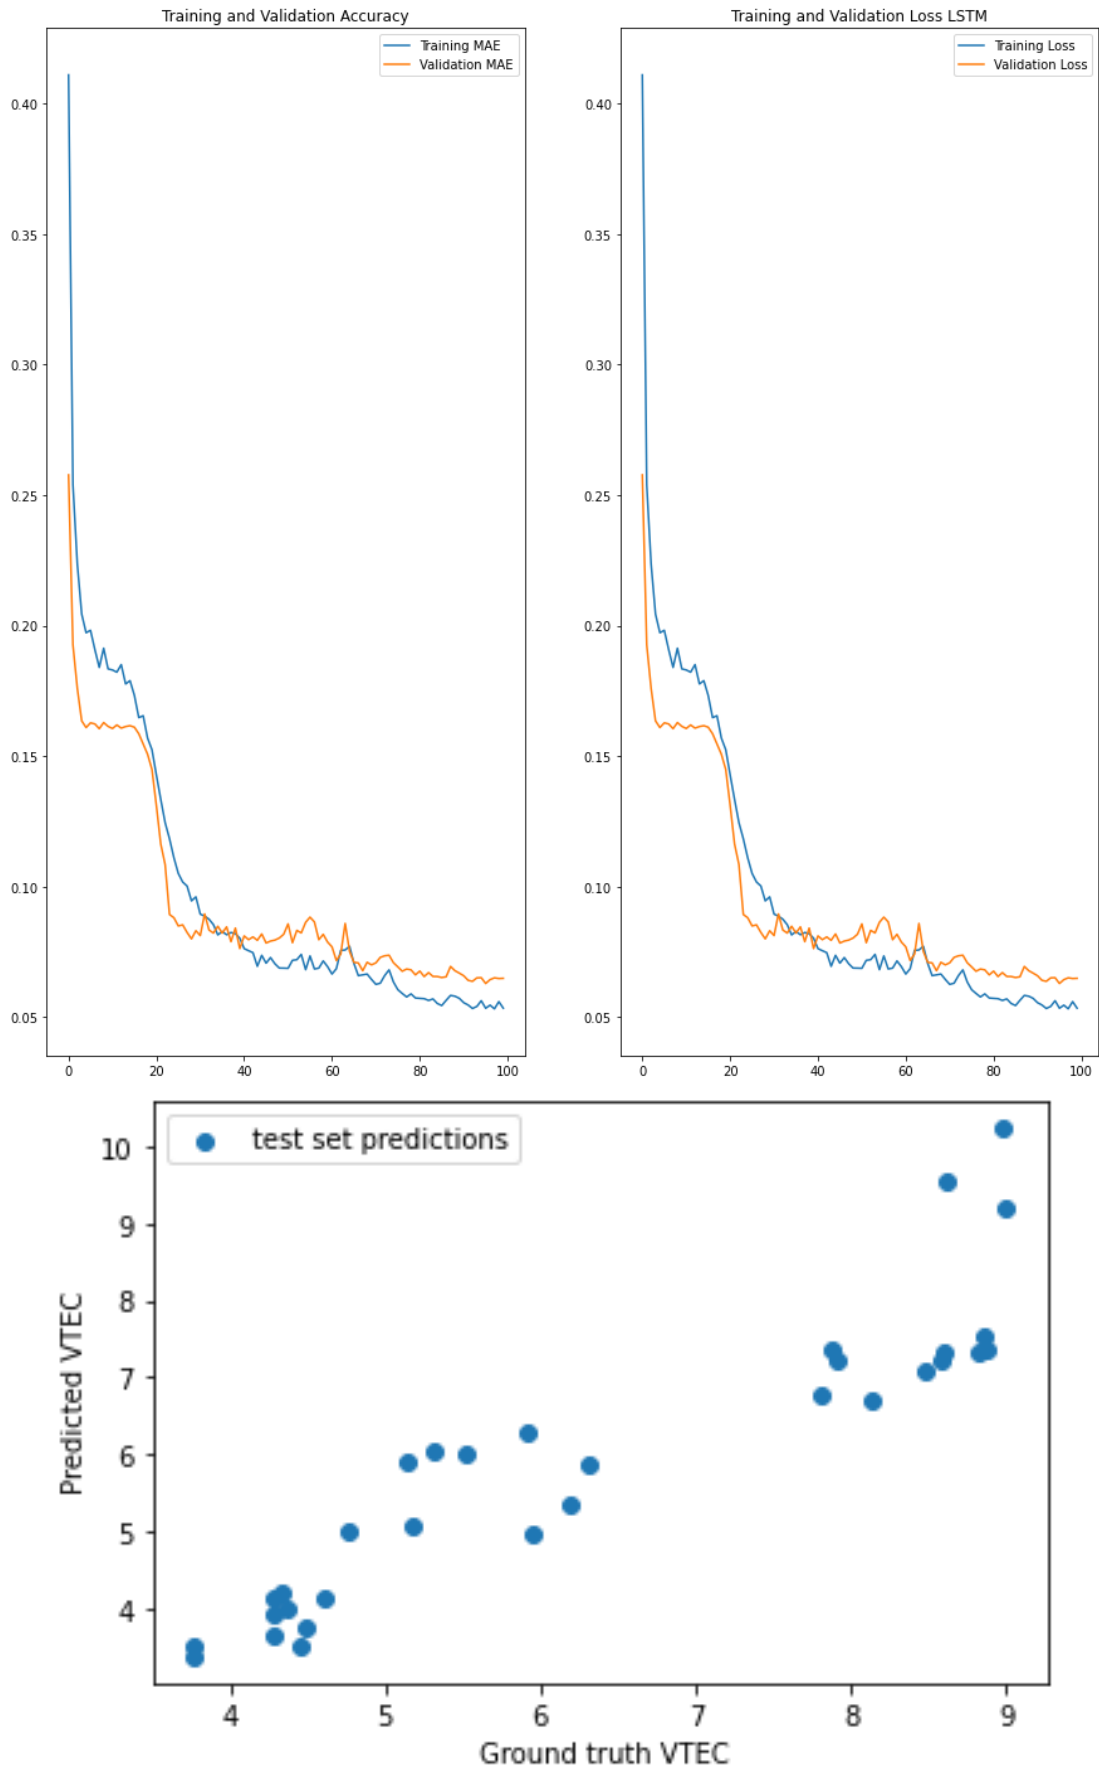 Training and Validation Accuracy
Training MAE
Validation MAE
0.40
0.35
0.30
0.25
0.20
0.15
0.10
0.05
0 20 40 60 80 100
Training and Validation Loss LSTM
Training Loss
Validation Loss
0.40
0.35
0.30
0.25
0.20
0.15
0.10
0.05
0 20 40 60 80 100
test set predictions
Predicted VTEC
10
9
8
7
6
5
4
4 5 6 7 8 9
Ground truth VTEC